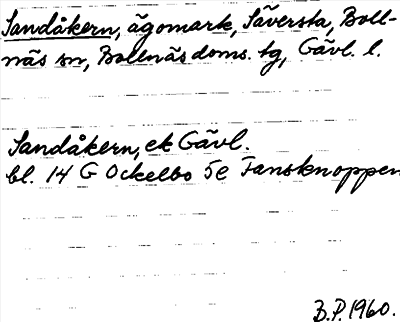 Sandåkern, ägomark, Säversta, Boll-
näs sn, Bollnäs doms. tg, Gävl. l.
Sandåkern, ek Gävl.
bl. 14 G Ockelbo 5e Fansknoppen
B.P. 1960.